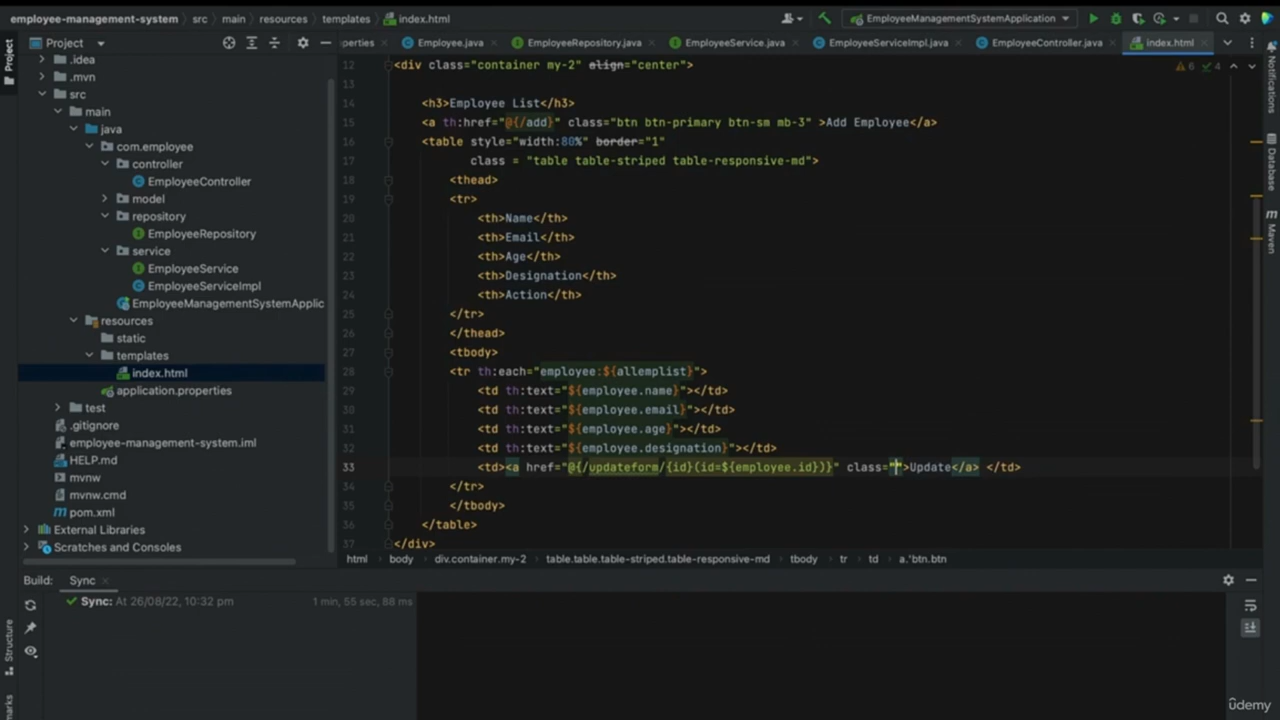 employee-management-system src main resources templates index.html EmployeeManagementSystemApplication
Project
.idea
.mvn
src
main
java
com.employee
controller
EmployeeController
model
repository
EmployeeRepository
service
EmployeeService
EmployeeServiceImpl
EmployeeManagementSystemApplic
resources
static
templates
index.html
application.properties
test
.gitignore
employee-management-system.iml
HELP.md
mvnw
mvnw.cmd
pom.xml
External Libraries
Scratches and Consoles
Project
Structure
marks
perties Employee.java EmployeeRepository.java EmployeeService.java EmployeeServiceImpl.java EmployeeController.java index.html
6 4
12 <div class="container my-2" align="center">
13
14 <h3>Employee List</h3>
15 <a th:href="@{/add}" class="btn btn-primary btn-sm mb-3" >Add Employee</a>
16 <table style="width:80%" border="1"
17 class = "table table-striped table-responsive-md">
18 <thead>
19 <tr>
20 <th>Name</th>
21 <th>Email</th>
22 <th>Age</th>
23 <th>Designation</th>
24 <th>Action</th>
25 </tr>
26 </thead>
27 <tbody>
28 <tr th:each="employee:${allemplist}">
29 <td th:text="${employee.name}"></td>
30 <td th:text="${employee.email}"></td>
31 <td th:text="${employee.age}"></td>
32 <td th:text="${employee.designation}"></td>
33 <td><a href="@{/updateform/{id}(id=${employee.id})}" class="">Update</a> </td>
34 </tr>
35 </tbody>
36 </table>
37 </div>
html body div.container.my-2 table.table.table-striped.table-responsive-md tbody tr td a.'btn.btn
Notifications
Database
m Maven
Build: Sync
Sync: At 26/08/22, 10:32 pm 1 min, 55 sec, 88 ms
ûdemy